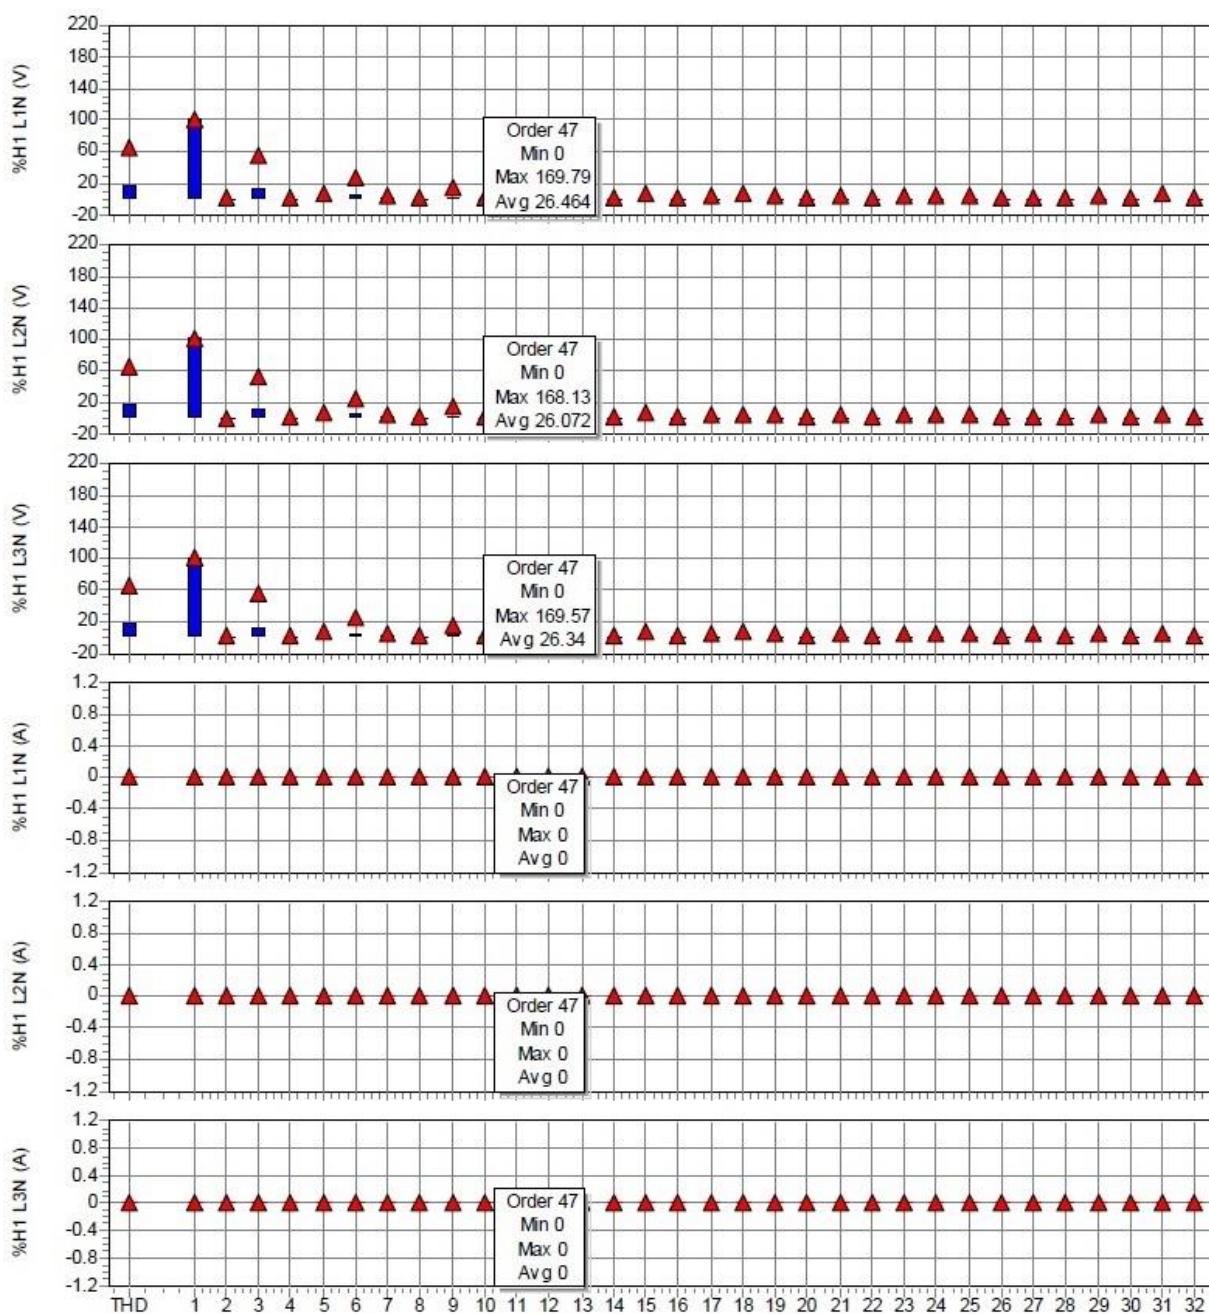 %H1 L1N (V)
220
180
140
100
60
20
-20
Order 47
Min 0
Max 169.79
Avg 26.464
%H1 L2N (V)
220
180
140
100
60
20
-20
Order 47
Min 0
Max 168.13
Avg 26.072
%H1 L3N (V)
220
180
140
100
60
20
-20
Order 47
Min 0
Max 169.57
Avg 26.34
%H1 L1N (A)
1.2
0.8
0.4
0
-0.4
-0.8
-1.2
Order 47
Min 0
Max 0
Avg 0
%H1 L2N (A)
1.2
0.8
0.4
0
-0.4
-0.8
-1.2
Order 47
Min 0
Max 0
Avg 0
%H1 L3N (A)
1.2
0.8
0.4
0
-0.4
-0.8
-1.2
Order 47
Min 0
Max 0
Avg 0
THD 1 2 3 4 5 6 7 8 9 10 11 12 13 14 15 16 17 18 19 20 21 22 23 24 25 26 27 28 29 30 31 32